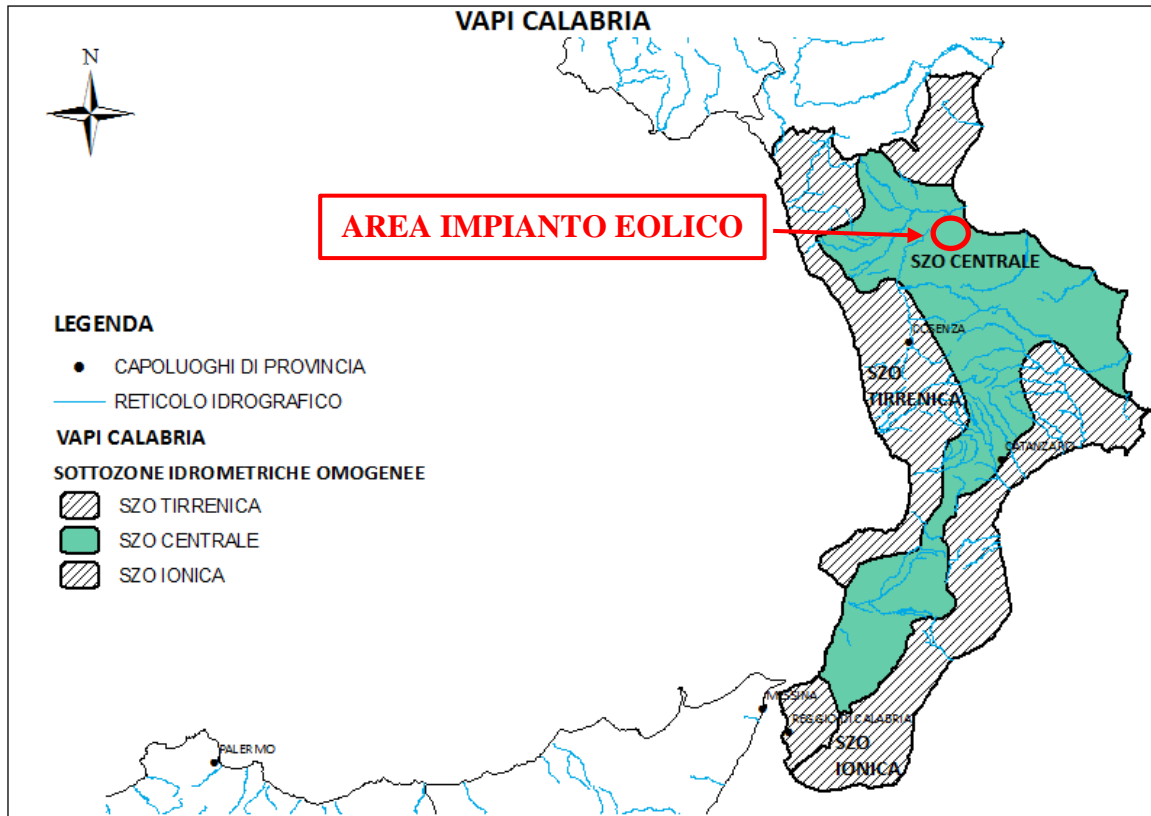 VAPI CALABRIA
N
AREA IMPIANTO EOLICO
SZO CENTRALE
LEGENDA
CAPOLUOGHI DI PROVINCIA
RETICOLO IDROGRAFICO
VAPI CALABRIA
SOTTOZONE IDROMETRICHE OMOGENEE
SZO TIRRENICA
SZO CENTRALE
SZO IONICA
COSENZA
SZO
TIRRENICA
CATANZARO
MESSINA
REGGIO DI CALABRIA
SZO
IONICA
PALERMO